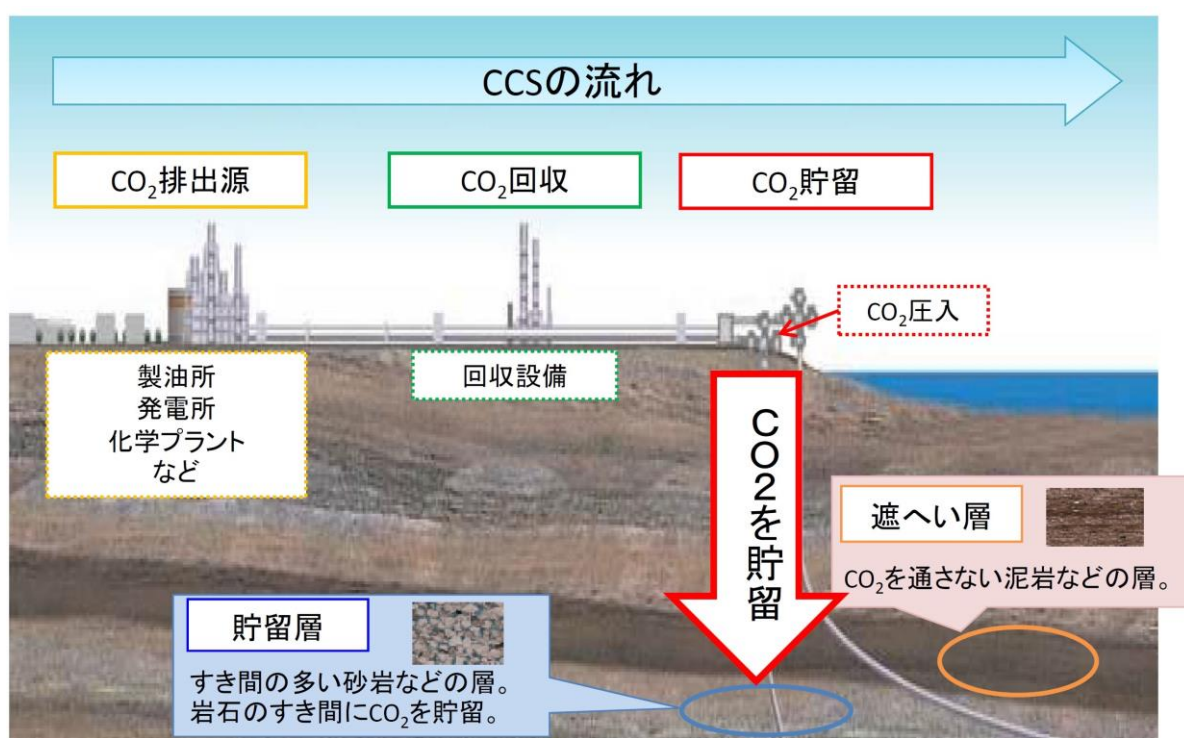 CCSの流れ
CO₂排出源
CO₂回収
CO₂貯留
CO₂圧入
製油所
発電所
化学プラント
など
回収設備
CO2を貯留
遮へい層
CO₂を通さない泥岩などの層。
貯留層
すき間の多い砂岩などの層。
岩石のすき間にCO₂を貯留。